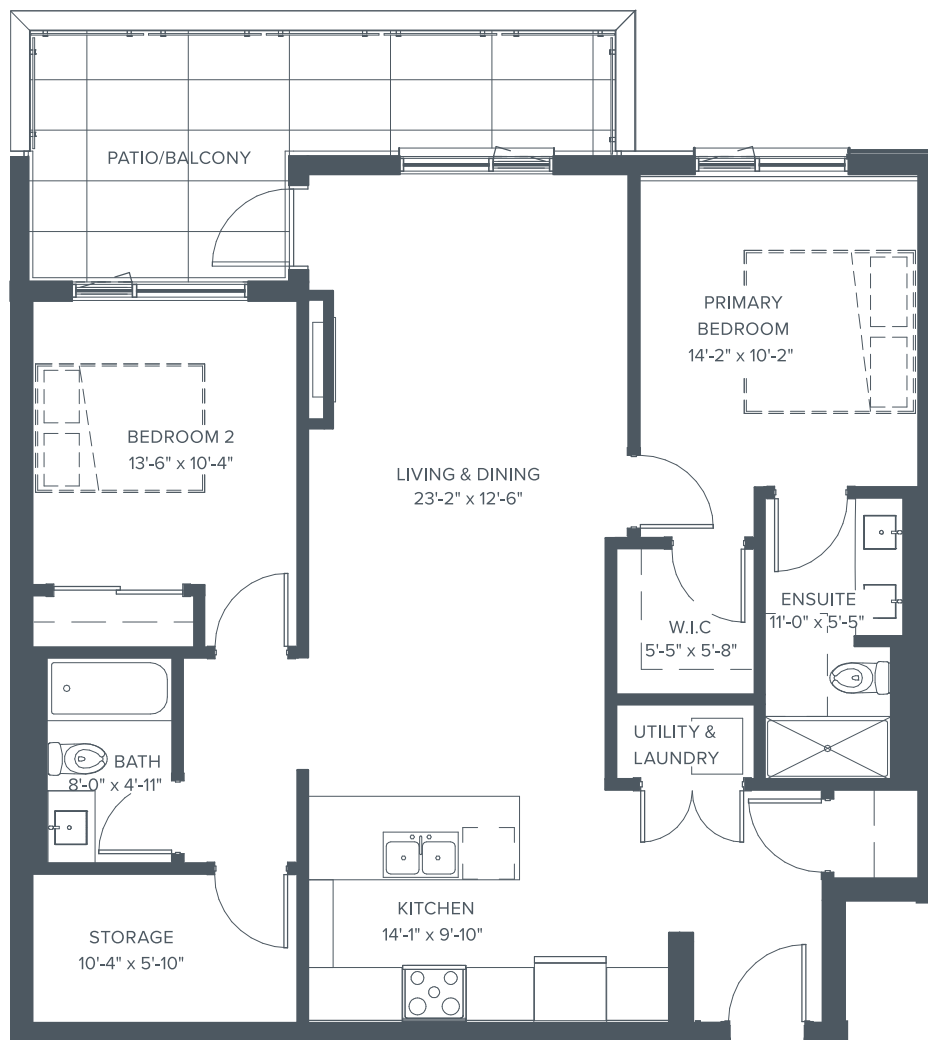 PATIO/BALCONY
PRIMARY
BEDROOM
14'-2" x 10'-2"
BEDROOM 2
13'-6" x 10'-4"
LIVING & DINING
23'-2" x 12'-6"
ENSUITE
11'-0" x 5'-5"
W.I.C
5'-5" x 5'-8"
UTILITY &
LAUNDRY
BATH
8'-0" x 4'-11"
KITCHEN
14'-1" x 9'-10"
STORAGE
10'-4" x 5'-10"